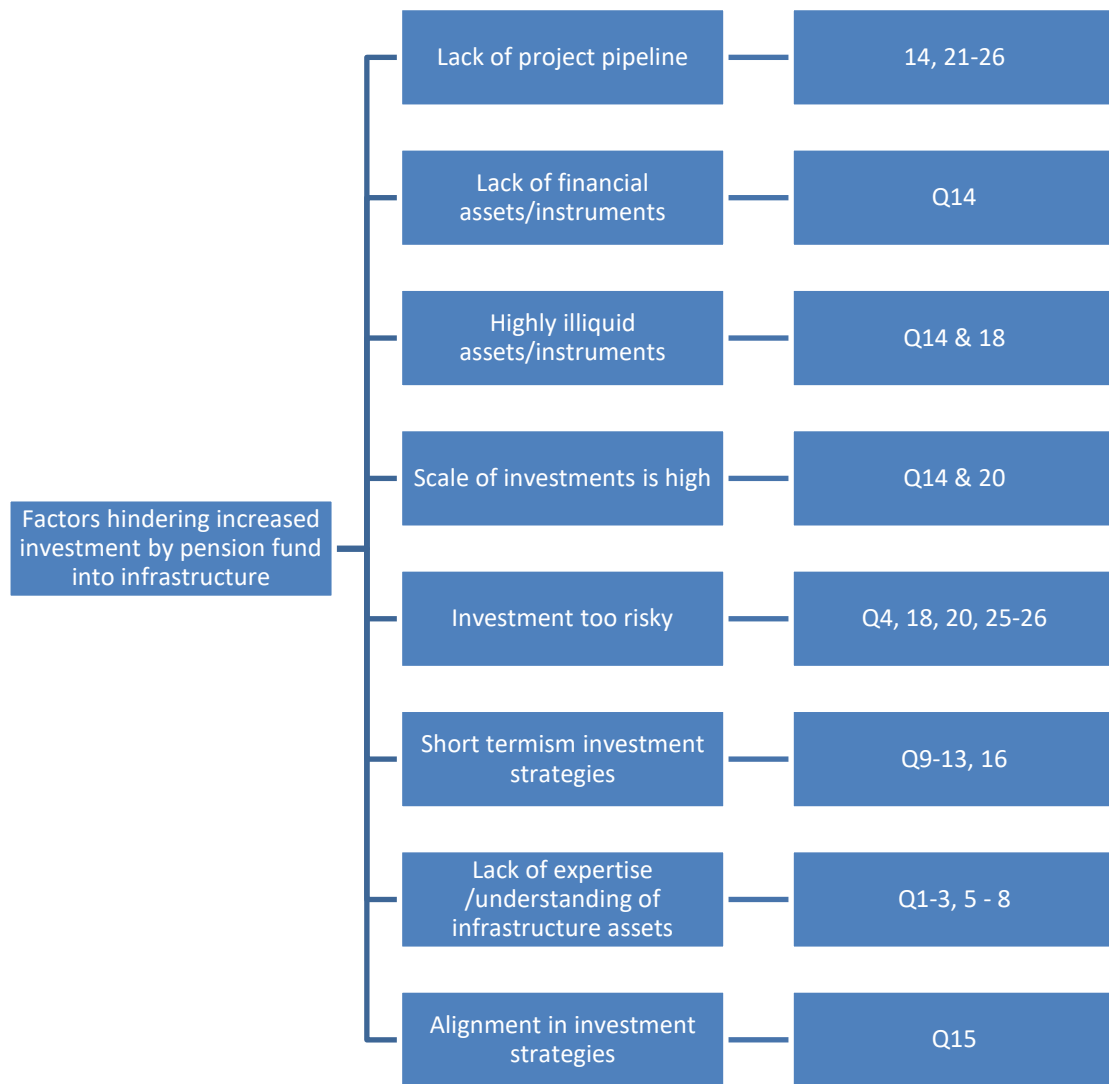 Lack of project pipeline
14, 21-26
Lack of financial
assets/instruments
Q14
Highly illiquid
assets/instruments
Q14 & 18
Scale of investments is high
Q14 & 20
Factors hindering increased
investment by pension fund
into infrastructure
Investment too risky
Q4, 18, 20, 25-26
Short termism investment
strategies
Q9-13, 16
Lack of expertise
/understanding of
infrastructure assets
Q1-3, 5 - 8
Alignment in investment
strategies
Q15